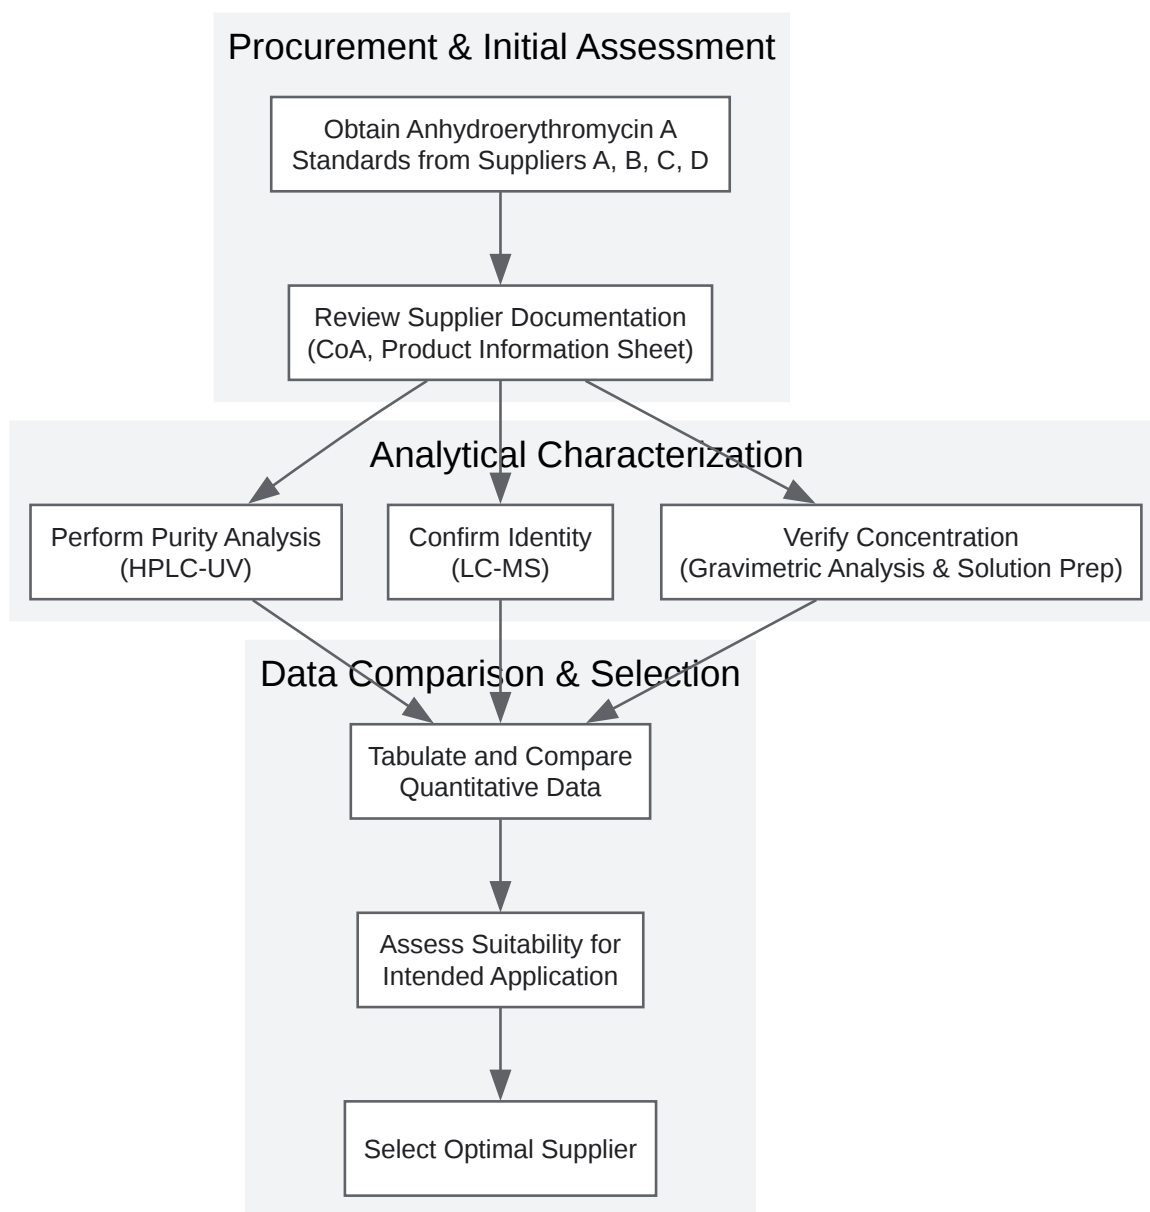 Procurement & Initial Assessment
Obtain Anhydroerythromycin A
Standards from Suppliers A, B, C, D
Review Supplier Documentation
(CoA, Product Information Sheet)
Analytical Characterization
Perform Purity Analysis
(HPLC-UV)
Confirm Identity
(LC-MS)
Verify Concentration
(Gravimetric Analysis & Solution Prep)
Data Comparison & Selection
Tabulate and Compare
Quantitative Data
Assess Suitability for
Intended Application
Select Optimal Supplier